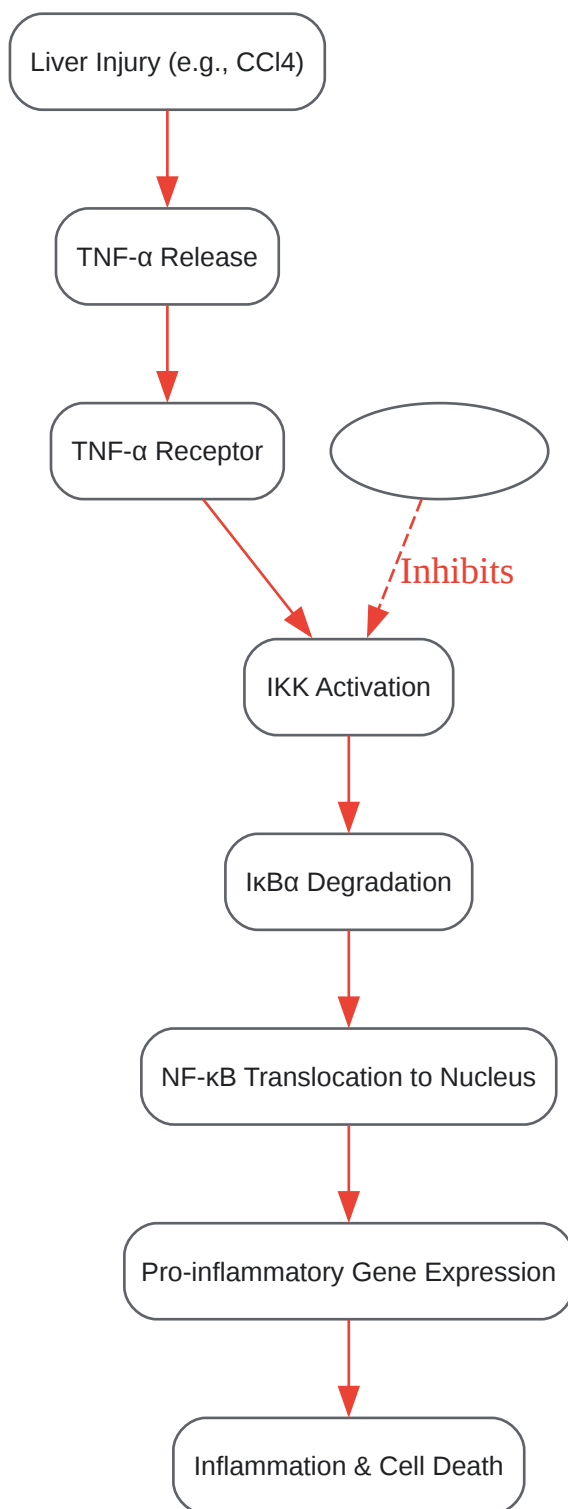 Liver Injury (e.g., CCl4)
TNF-α Release
TNF-α Receptor
Inhibits
IKK Activation
IκBα Degradation
NF-κB Translocation to Nucleus
Pro-inflammatory Gene Expression
Inflammation & Cell Death